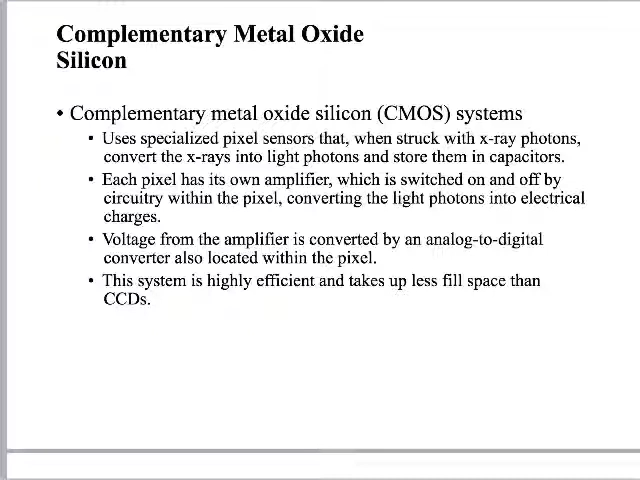 Complementary Metal Oxide
Silicon
• Complementary metal oxide silicon (CMOS) systems
• Uses specialized pixel sensors that, when struck with x-ray photons,
convert the x-rays into light photons and store them in capacitors.
• Each pixel has its own amplifier, which is switched on and off by
circuitry within the pixel, converting the light photons into electrical
charges.
• Voltage from the amplifier is converted by an analog-to-digital
converter also located within the pixel.
• This system is highly efficient and takes up less fill space than
CCDs.